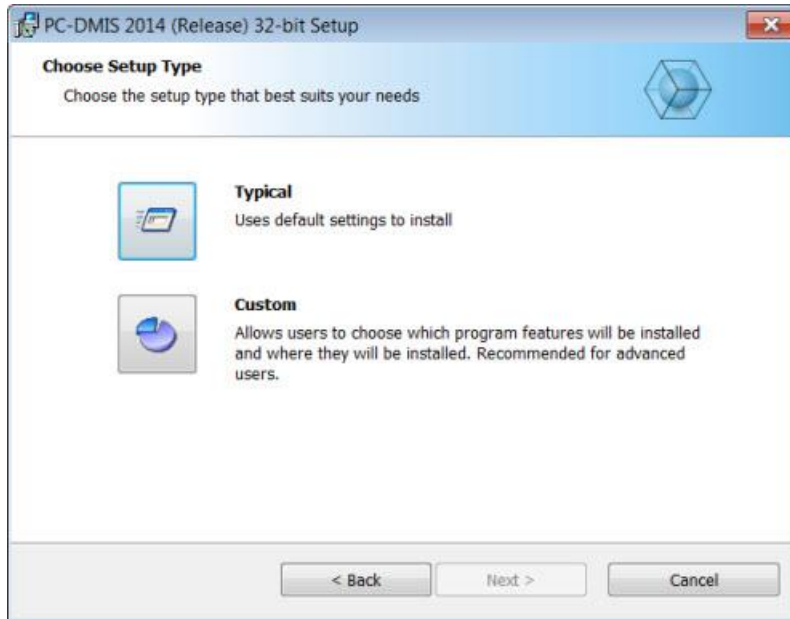 PC-DMIS 2014 (Release) 32-bit Setup
Choose Setup Type
Choose the setup type that best suits your needs
Typical
Uses default settings to install
Custom
Allows users to choose which program features will be installed
and where they will be installed. Recommended for advanced
users.
< Back
Next >
Cancel